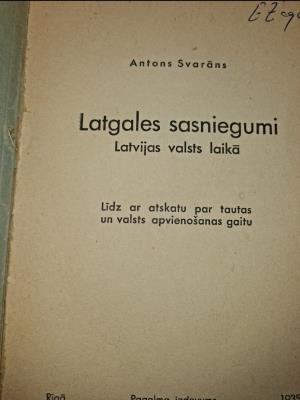 Antons Svarāns
Latgales sasniegumi
Latvijas valsts laikā
Līdz ar atskatu par tautas
un valsts apvienošanas gaitu
Rīgā